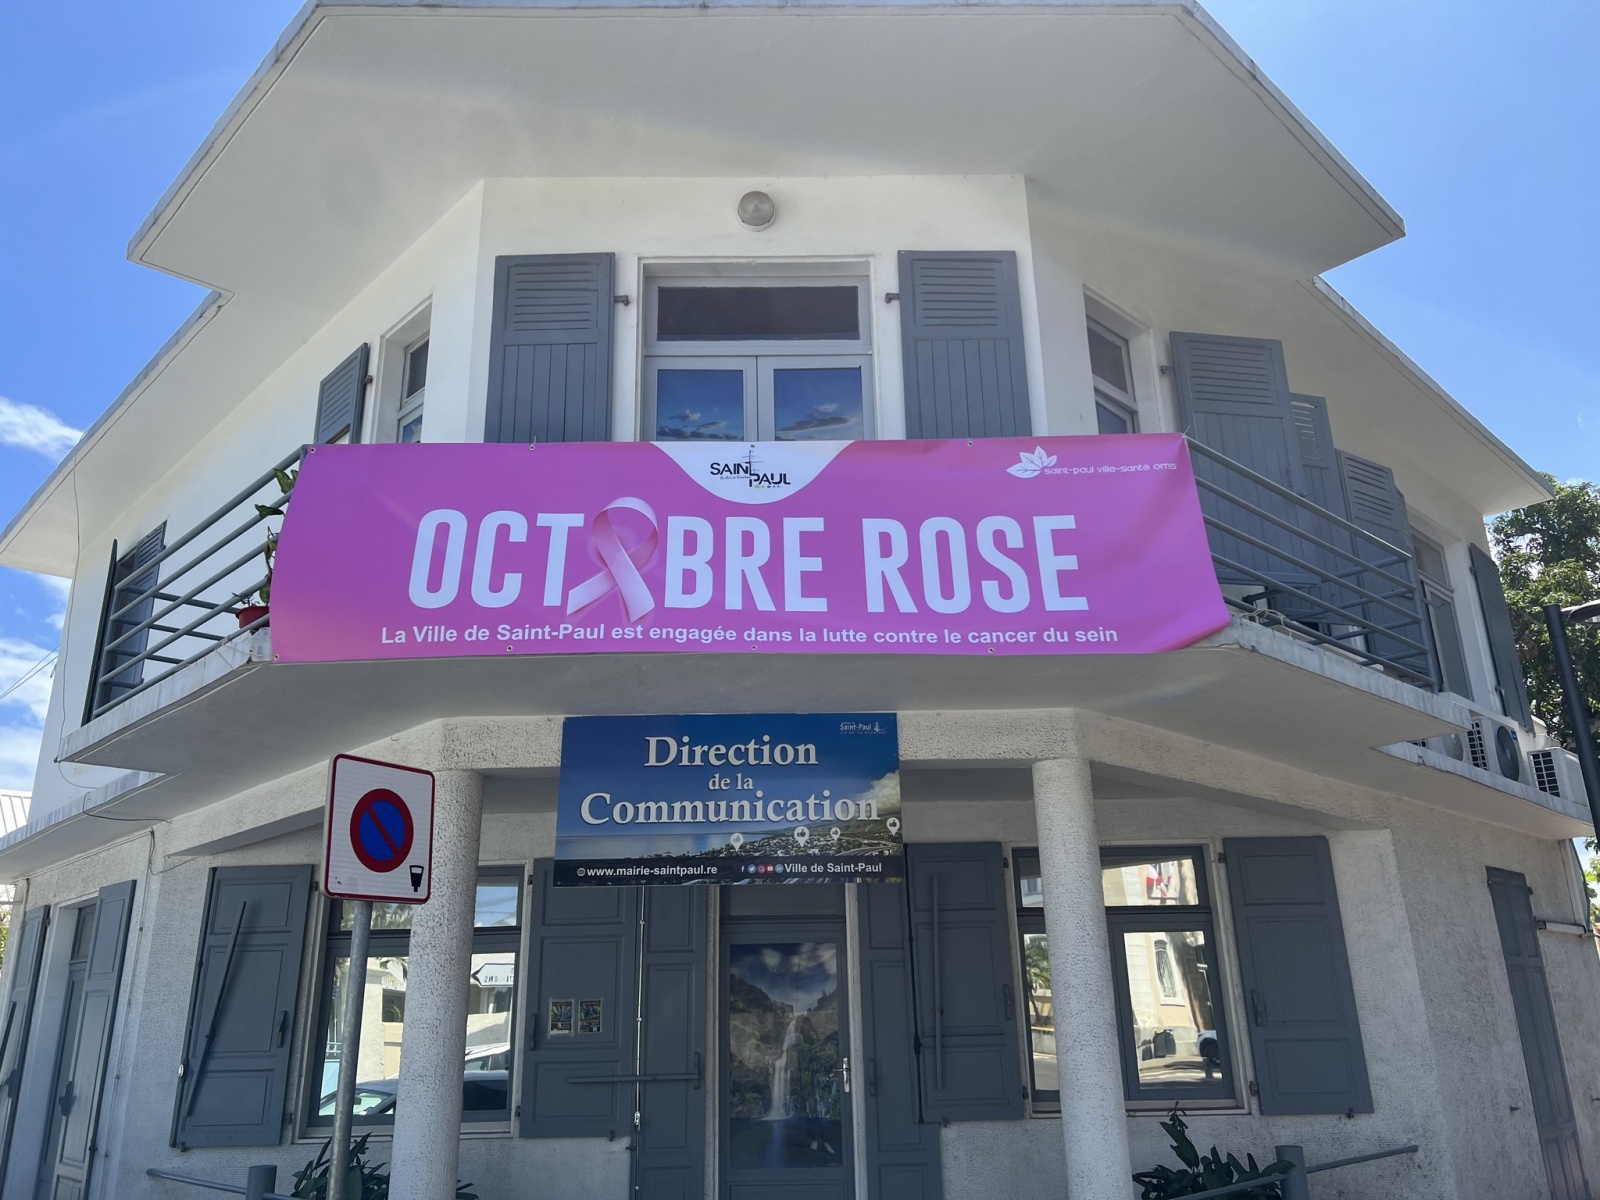 SAINT
PAUL
saint-paul ville-santé oms
OCTOBRE ROSE
La Ville de Saint-Paul est engagée dans la lutte contre le cancer du sein
Saint-Paul
Direction
de la
Communication
www.mairie-saintpaul.re
Ville de Saint-Paul